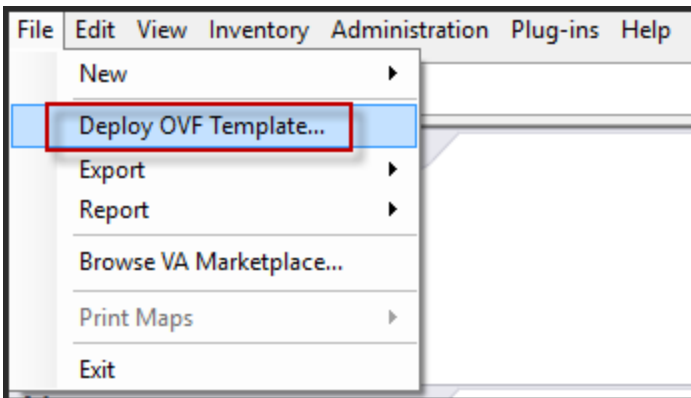 File Edit View Inventory Administration Plug-ins Help
New
Deploy OVF Template...
Export
Report
Browse VA Marketplace...
Print Maps
Exit